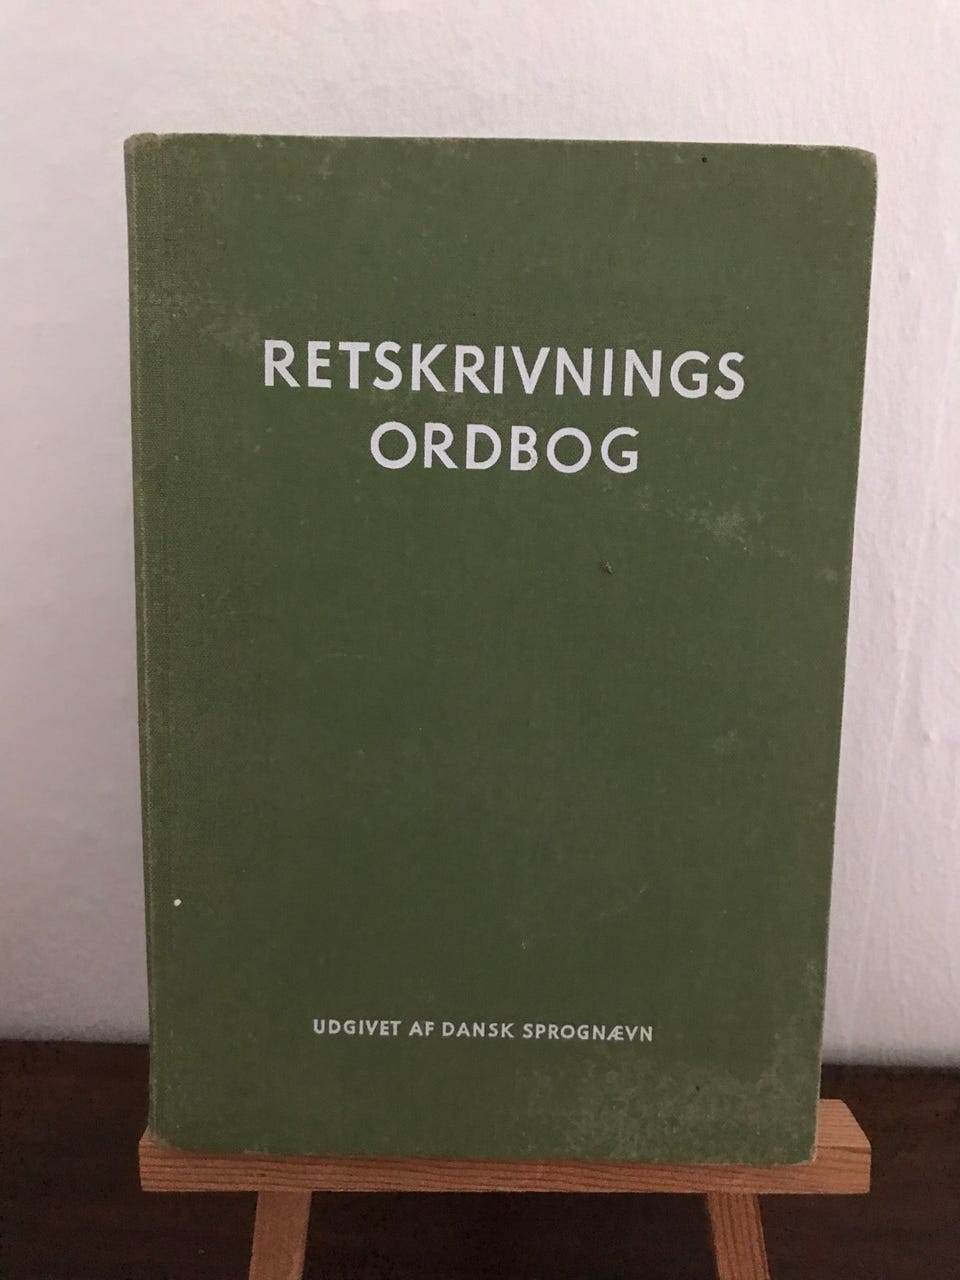 RETSKRIVNINGS
ORDBOG
UDGIVET AF DANSK SPROGNÆVN